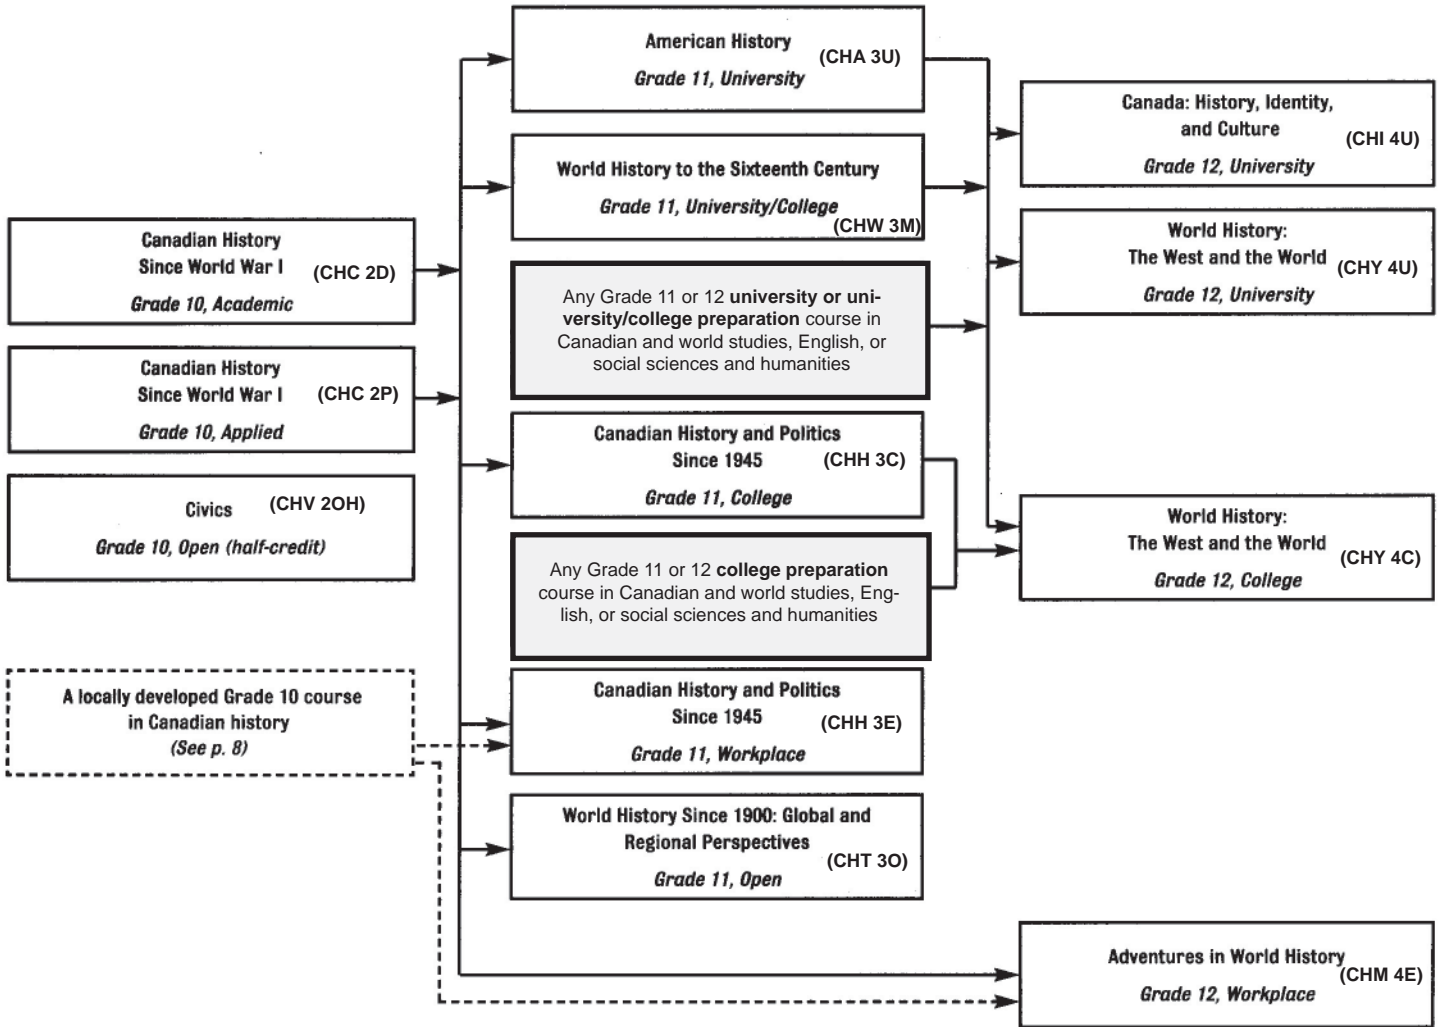 Canadian History
Since World War I (CHC 2D)
Grade 10, Academic
Canadian History
Since World War I (CHC 2P)
Grade 10, Applied
Civics (CHV 2OH)
Grade 10, Open (half-credit)
A locally developed Grade 10 course
in Canadian history
(See p. 8)
American History (CHA 3U)
Grade 11, University
World History to the Sixteenth Century
Grade 11, University/College
(CHW 3M)
Any Grade 11 or 12 university or uni-
versity/college preparation course in
Canadian and world studies, English, or
social sciences and humanities
Canadian History and Politics
Since 1945 (CHH 3C)
Grade 11, College
Any Grade 11 or 12 college preparation
course in Canadian and world studies, Eng-
lish, or social sciences and humanities
Canadian History and Politics
Since 1945 (CHH 3E)
Grade 11, Workplace
World History Since 1900: Global and
Regional Perspectives
(CHT 3O)
Grade 11, Open
Canada: History, Identity,
and Culture (CHI 4U)
Grade 12, University
World History:
The West and the World (CHY 4U)
Grade 12, University
World History:
The West and the World (CHY 4C)
Grade 12, College
Adventures in World History
(CHM 4E)
Grade 12, Workplace